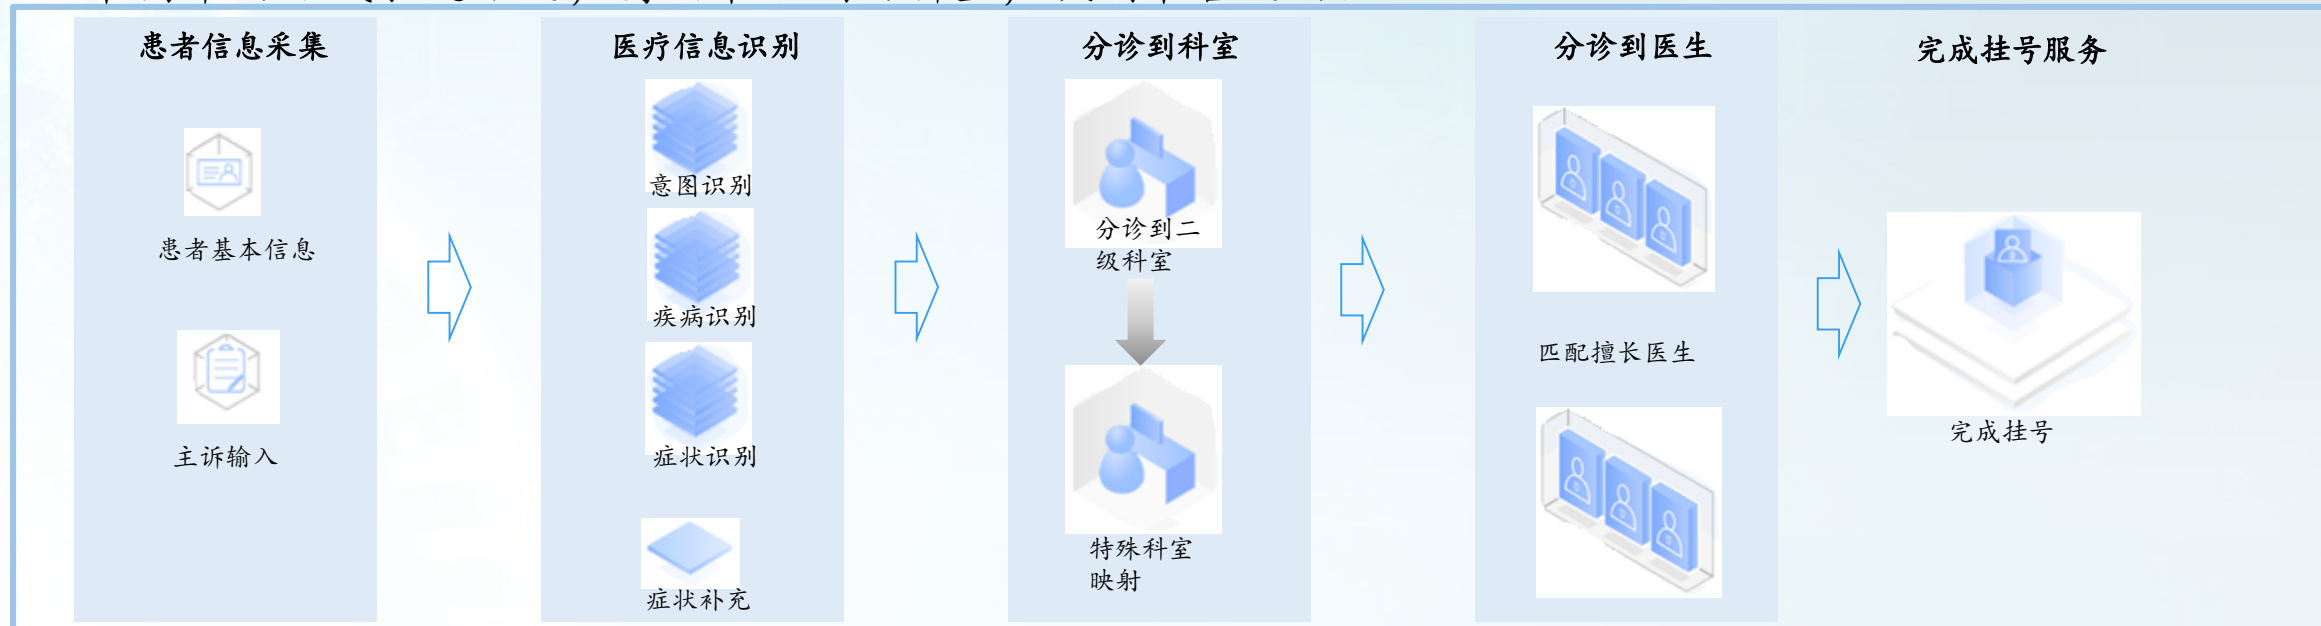 患者信息采集
患者基本信息
主诉输入
医疗信息识别
意图识别
疾病识别
症状识别
症状补充
分诊到科室
分诊到二
级科室
特殊科室
映射
分诊到医生
匹配擅长医生
完成挂号服务
完成挂号